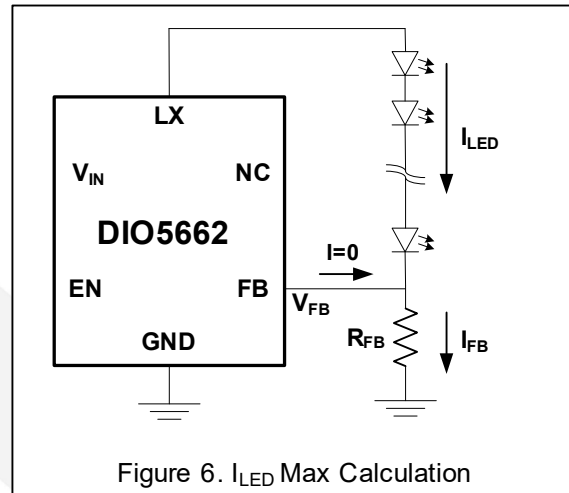 LX
I_LED
V_IN
NC
DIO5662
I=0
EN
FB
V_FB
GND
R_FB
I_FB
Figure 6. I_LED Max Calculation